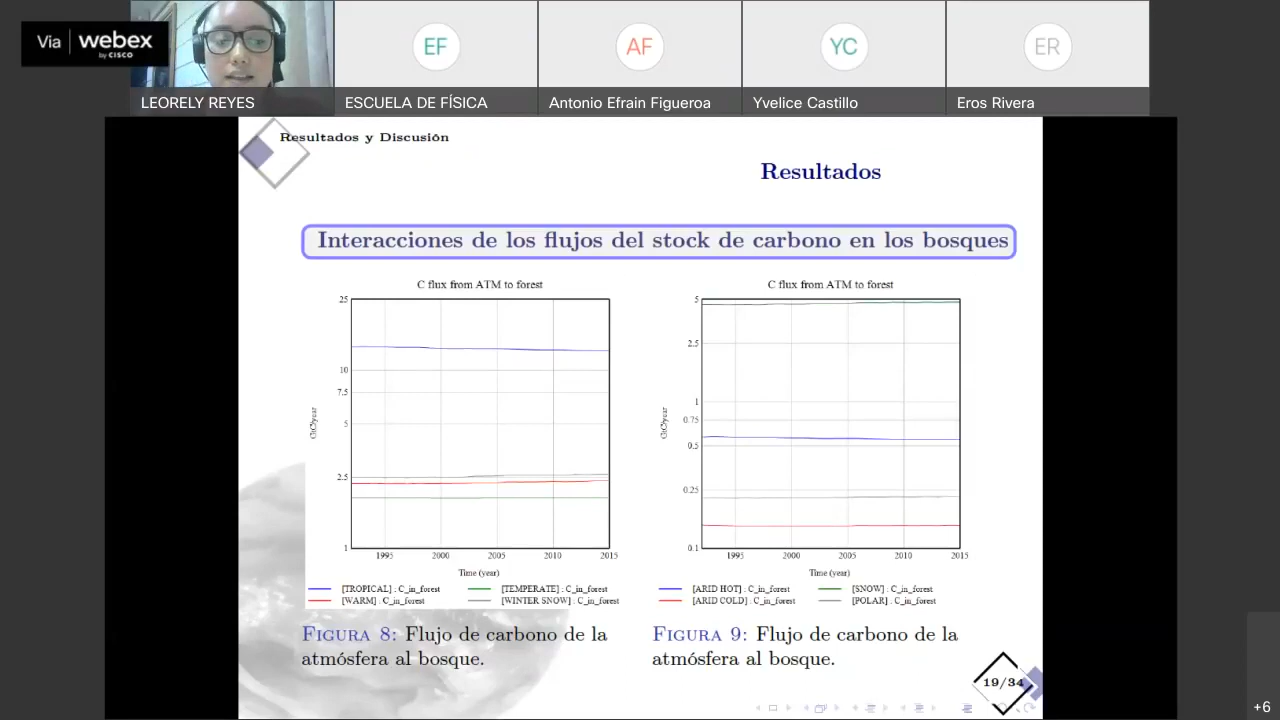 Via webex
by CISCO
EF
AF
YC
ER
LEORELY REYES
ESCUELA DE FÍSICA
Antonio Efrain Figueroa
Yvelice Castillo
Eros Rivera
Resultados y Discusión
Resultados
Interacciones de los flujos del stock de carbono en los bosques
C flux from ATM to forest
25
10
7.5
5
2.5
1
GtC/year
1995 2000 2005 2010 2015
Time (year)
[TROPICAL] : C_in_forest
[TEMPERATE] : C_in_forest
[WARM] : C_in_forest
[WINTER SNOW] : C_in_forest
C flux from ATM to forest
5
2.5
1
0.75
0.5
0.25
0.1
GtC/year
1995 2000 2005 2010 2015
Time (year)
[ARID HOT] : C_in_forest
[SNOW] : C_in_forest
[ARID COLD] : C_in_forest
[POLAR] : C_in_forest
FIGURA 8: Flujo de carbono de la
atmósfera al bosque.
FIGURA 9: Flujo de carbono de la
atmósfera al bosque.
19/34
+6